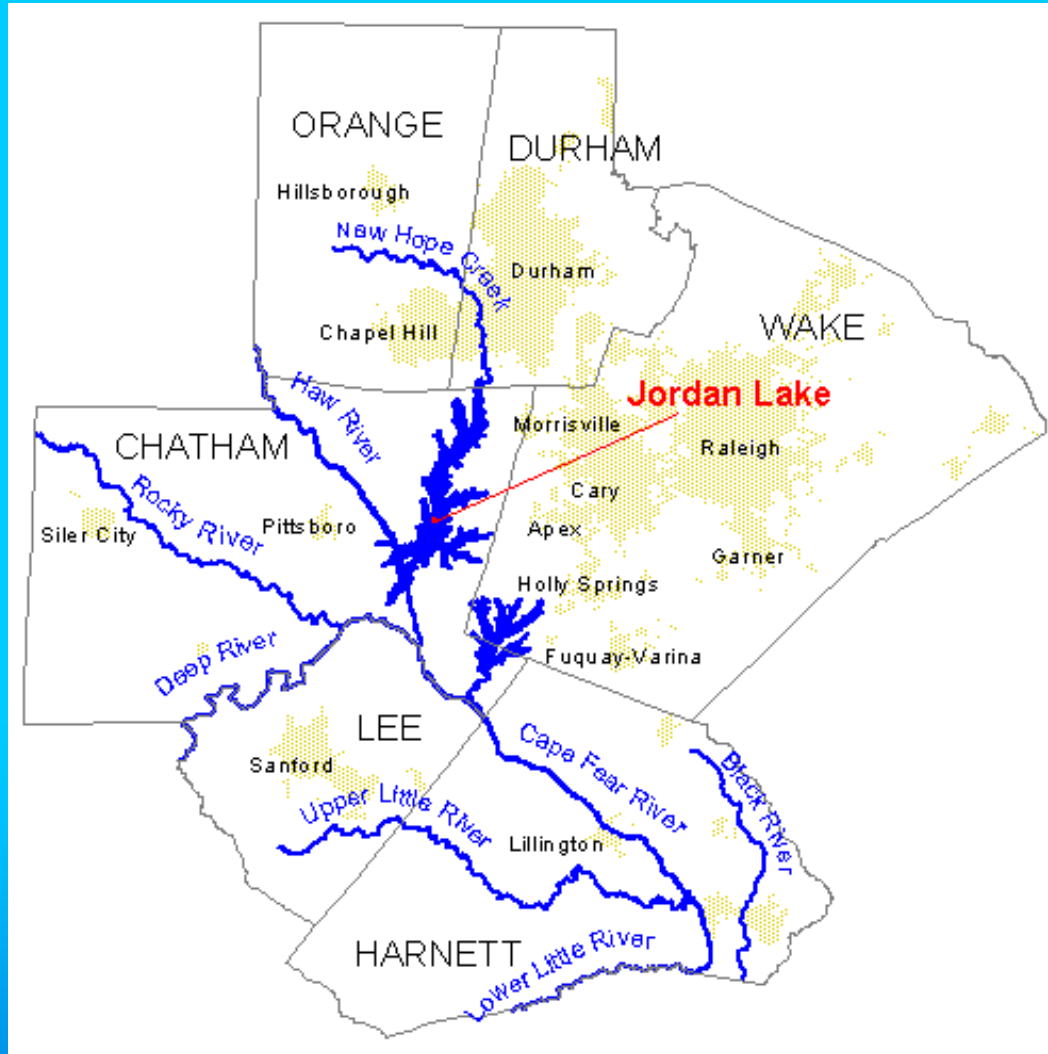 ORANGE
DURHAM
Hillsborough
New Hope Creek
Durham
WAKE
Chapel Hill
Haw River
Jordan Lake
Morrisville
CHATHAM
Raleigh
Rocky River
Cary
Siler City
Pittsboro
Apex
Garner
Holly Springs
Deep River
Fuquay-Varina
LEE
Cape Fear River
Black River
Sanford
Upper Little River
Lillington
HARNETT
Lower Little River